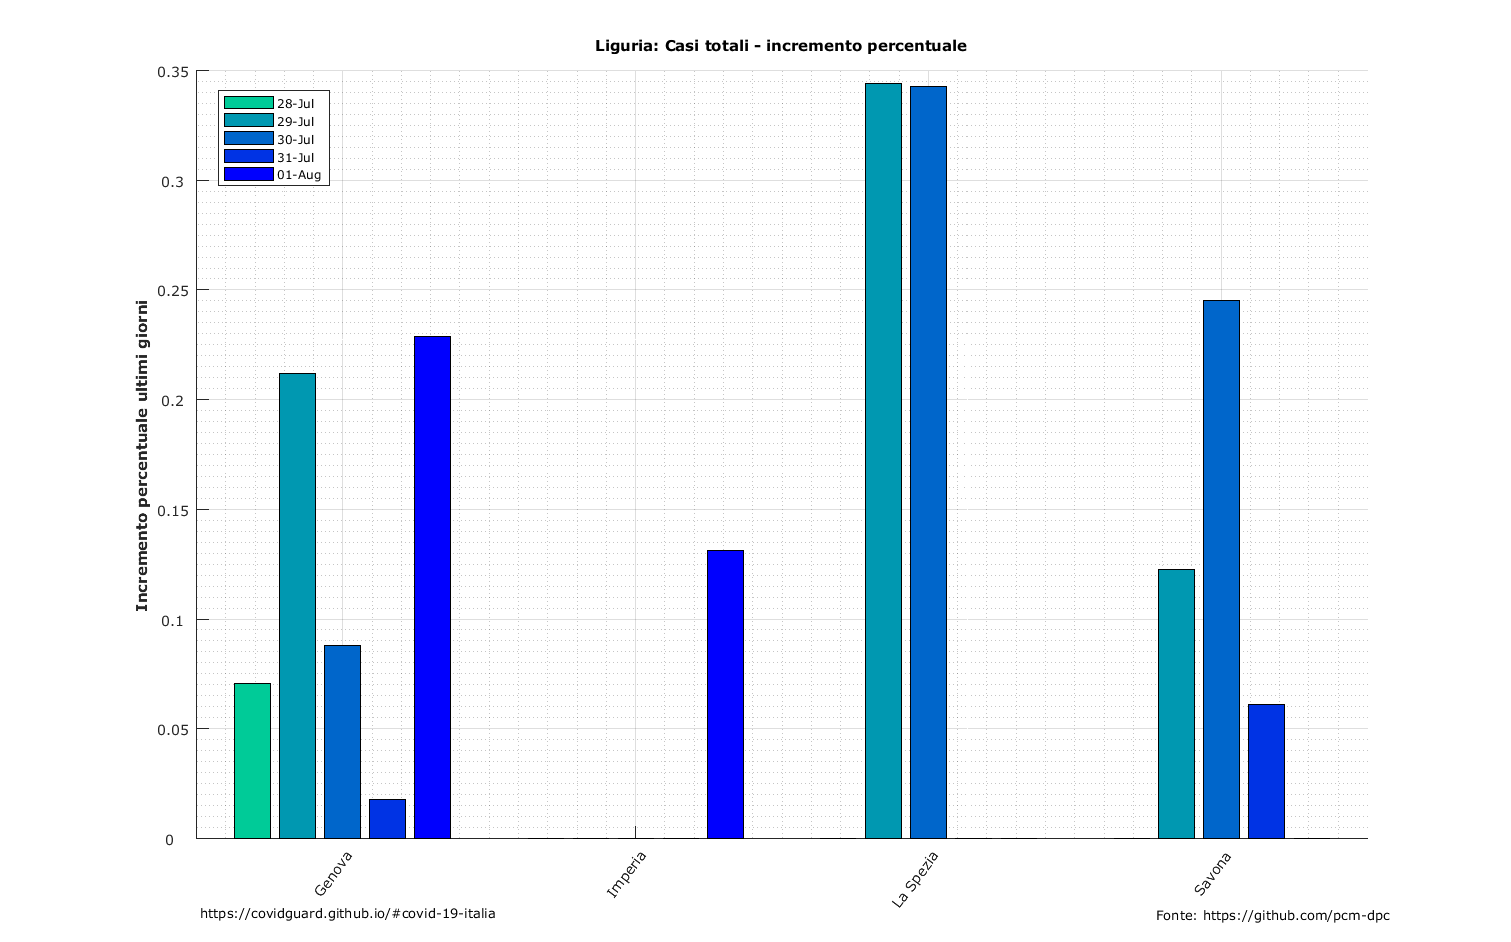 Liguria: Casi totali - incremento percentuale
0.35
0.3
0.25
0.2
0.15
0.1
0.05
0
Incremento percentuale ultimi giorni
28-Jul
29-Jul
30-Jul
31-Jul
01-Aug
Genova
Imperia
La Spezia
Savona
https://covidguard.github.io/#covid-19-italia
Fonte: https://github.com/pcm-dpc